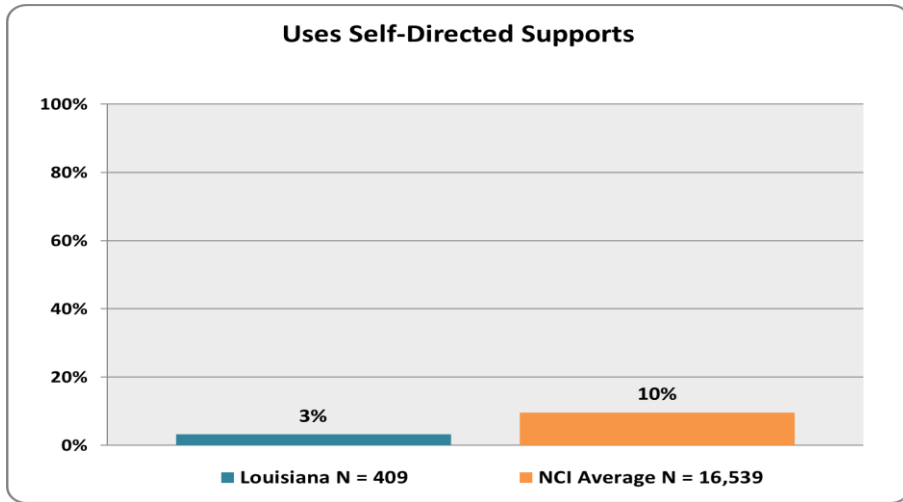 Uses Self-Directed Supports
100%
80%
60%
40%
20%
0%
3%
10%
Louisiana N = 409
NCI Average N = 16,539